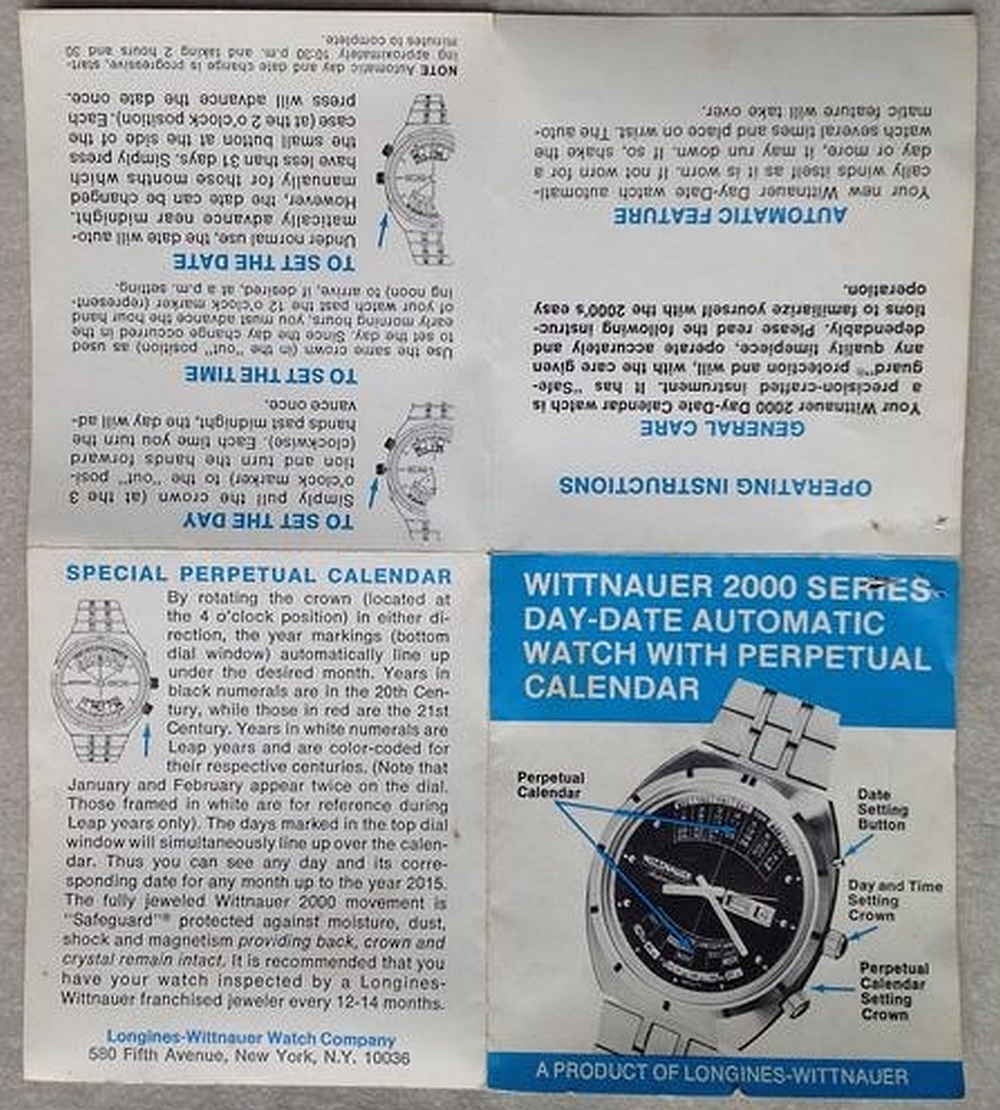 WITTNAUER 2000 SERIES
DAY-DATE AUTOMATIC
WATCH WITH PERPETUAL
CALENDAR
Perpetual
Calendar
Date
Setting
Button
WITTNAUER
Day and Time
Setting
Crown
Perpetual
Calendar
Setting
Crown
A PRODUCT OF LONGINES-WITTNAUER
OPERATING INSTRUCTIONS
GENERAL CARE
Your Wittnauer 2000 Day-Date Calendar watch is
a precision-crafted instrument. It has "Safe-
guard"® protection and will, with the care given
any quality timepiece, operate accurately and
dependably. Please read the following instruc-
tions to familiarize yourself with the 2000's easy
operation.
AUTOMATIC FEATURE
Your new Wittnauer Day-Date watch automati-
cally winds itself as it is worn. If not worn for a
day or more, it may run down. If so, shake the
watch several times and place on wrist. The auto-
matic feature will take over.
TO SET THE DAY
Simply pull the crown (at the 3
o'clock marker) to the "out" posi-
tion and turn the hands forward
(clockwise). Each time you turn the
hands past midnight, the day will ad-
vance once.
TO SET THE TIME
Use the same crown (in the "out" position) as used
to set the day. Since the day change occurred in the
early morning hours, you must advance the hour hand
of your watch past the 12 o'clock marker (represent-
ing noon) to arrive, if desired, at a p.m. setting.
TO SET THE DATE
Under normal use, the date will auto-
matically advance near midnight.
However, the date can be changed
manually for those months which
have less than 31 days. Simply press
the small button at the side of the
case (at the 2 o'clock position). Each
press will advance the date once.
NOTE Automatic day and date change is progressive, start-
ing approximately 10:30 p.m. and taking 2 hours and 30
minutes to complete.
SPECIAL PERPETUAL CALENDAR
By rotating the crown (located at
the 4 o'clock position) in either di-
rection, the year markings (bottom
dial window) automatically line up
under the desired month. Years in
black numerals are in the 20th Cen-
tury, while those in red are the 21st
Century. Years in white numerals are
Leap years and are color-coded for
their respective centuries. (Note that
January and February appear twice on the dial.
Those framed in white are for reference during
Leap years only). The days marked in the top dial
window will simultaneously line up over the calen-
dar. Thus you can see any day and its corre-
sponding date for any month up to the year 2015.
The fully jeweled Wittnauer 2000 movement is
"Safeguard"® protected against moisture, dust,
shock and magnetism providing back, crown and
crystal remain intact. It is recommended that you
have your watch inspected by a Longines-
Wittnauer franchised jeweler every 12-14 months.
Longines-Wittnauer Watch Company
580 Fifth Avenue, New York, N.Y. 10036